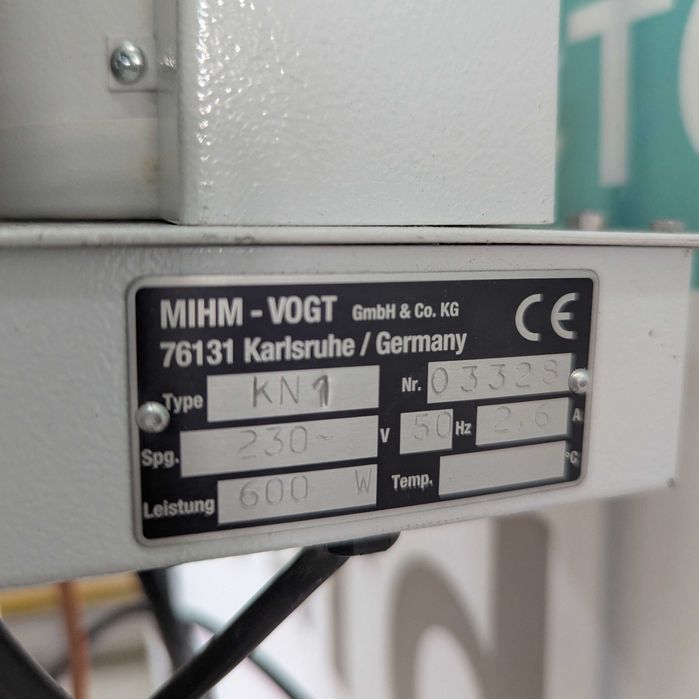 MIHM - VOGT GmbH & Co. KG CE
76131 Karlsruhe / Germany
Type KN1 Nr. 03328
Spg. 230~ V 50 Hz 2,6 A
Leistung 600 W Temp. °C